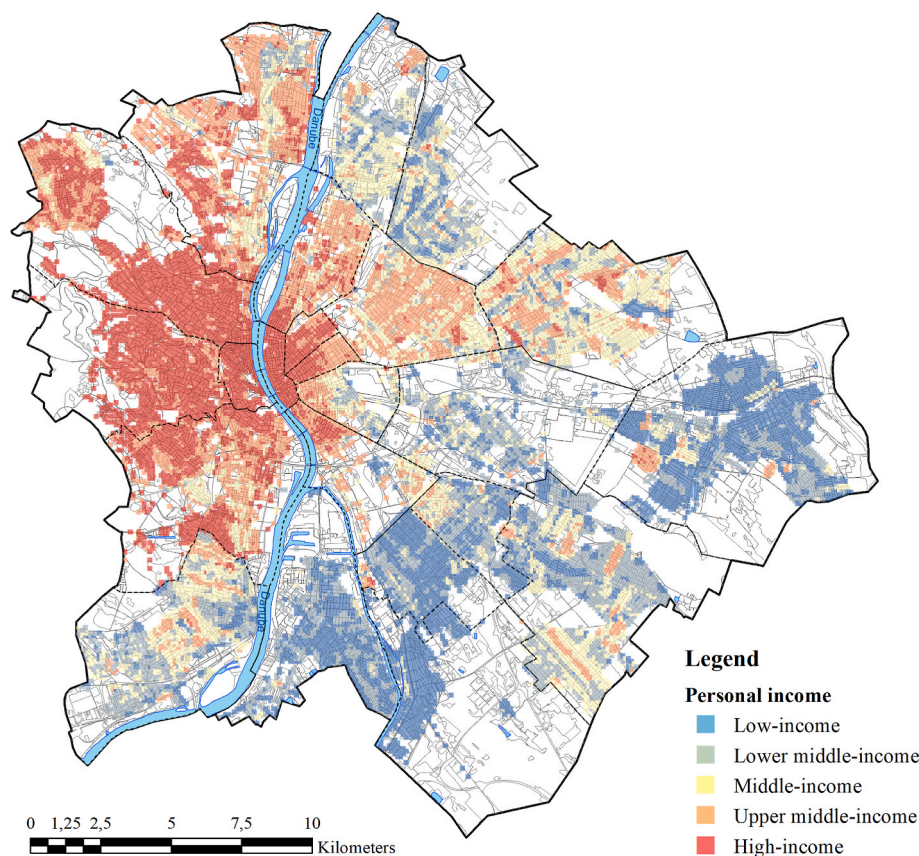 Danube
Danube
Legend
Personal income
Low-income
Lower middle-income
Middle-income
Upper middle-income
High-income
0 1,25 2,5 5 7,5 10
Kilometers